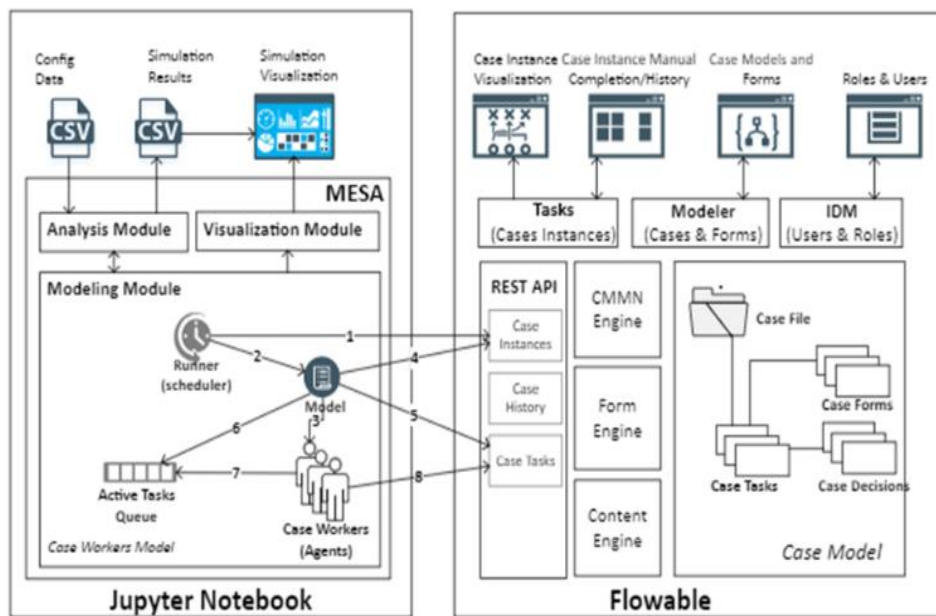 Config
Data
Simulation
Results
Simulation
Visualization
CSV
CSV
MESA
Analysis Module
Visualization Module
Modeling Module
Runner
(scheduler)
Model
Active Tasks
Queue
Case Workers
(Agents)
Case Workers Model
1
2
3
4
5
6
7
8
Jupyter Notebook
Case Instance
Visualization
Case Instance Manual
Completion/History
Case Models and
Forms
Roles & Users
Tasks
(Cases Instances)
Modeler
(Cases & Forms)
IDM
(Users & Roles)
REST API
Case
Instances
Case
History
Case Tasks
CMMN
Engine
Form
Engine
Content
Engine
Case File
Case Forms
Case Tasks
Case Decisions
Case Model
Flowable